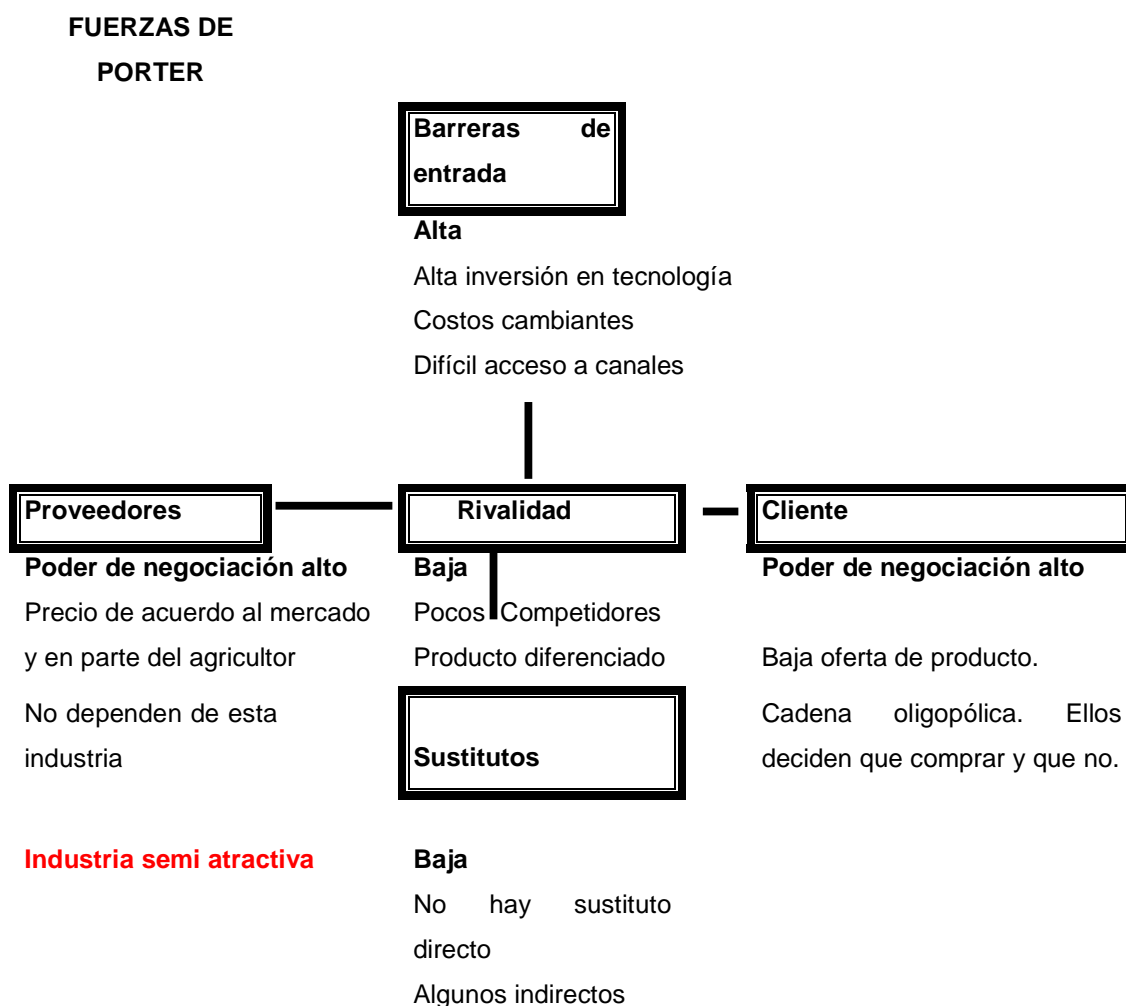 FUERZAS DE
PORTER
Barreras de
entrada
Alta
Alta inversión en tecnología
Costos cambiantes
Difícil acceso a canales
Proveedores
Poder de negociación alto
Precio de acuerdo al mercado
y en parte del agricultor
No dependen de esta
industria
Rivalidad
Baja
Pocos Competidores
Producto diferenciado
Cliente
Poder de negociación alto
Baja oferta de producto.
Cadena oligopólica. Ellos
deciden que comprar y que no.
Sustitutos
Baja
No hay sustituto
directo
Algunos indirectos
Industria semi atractiva